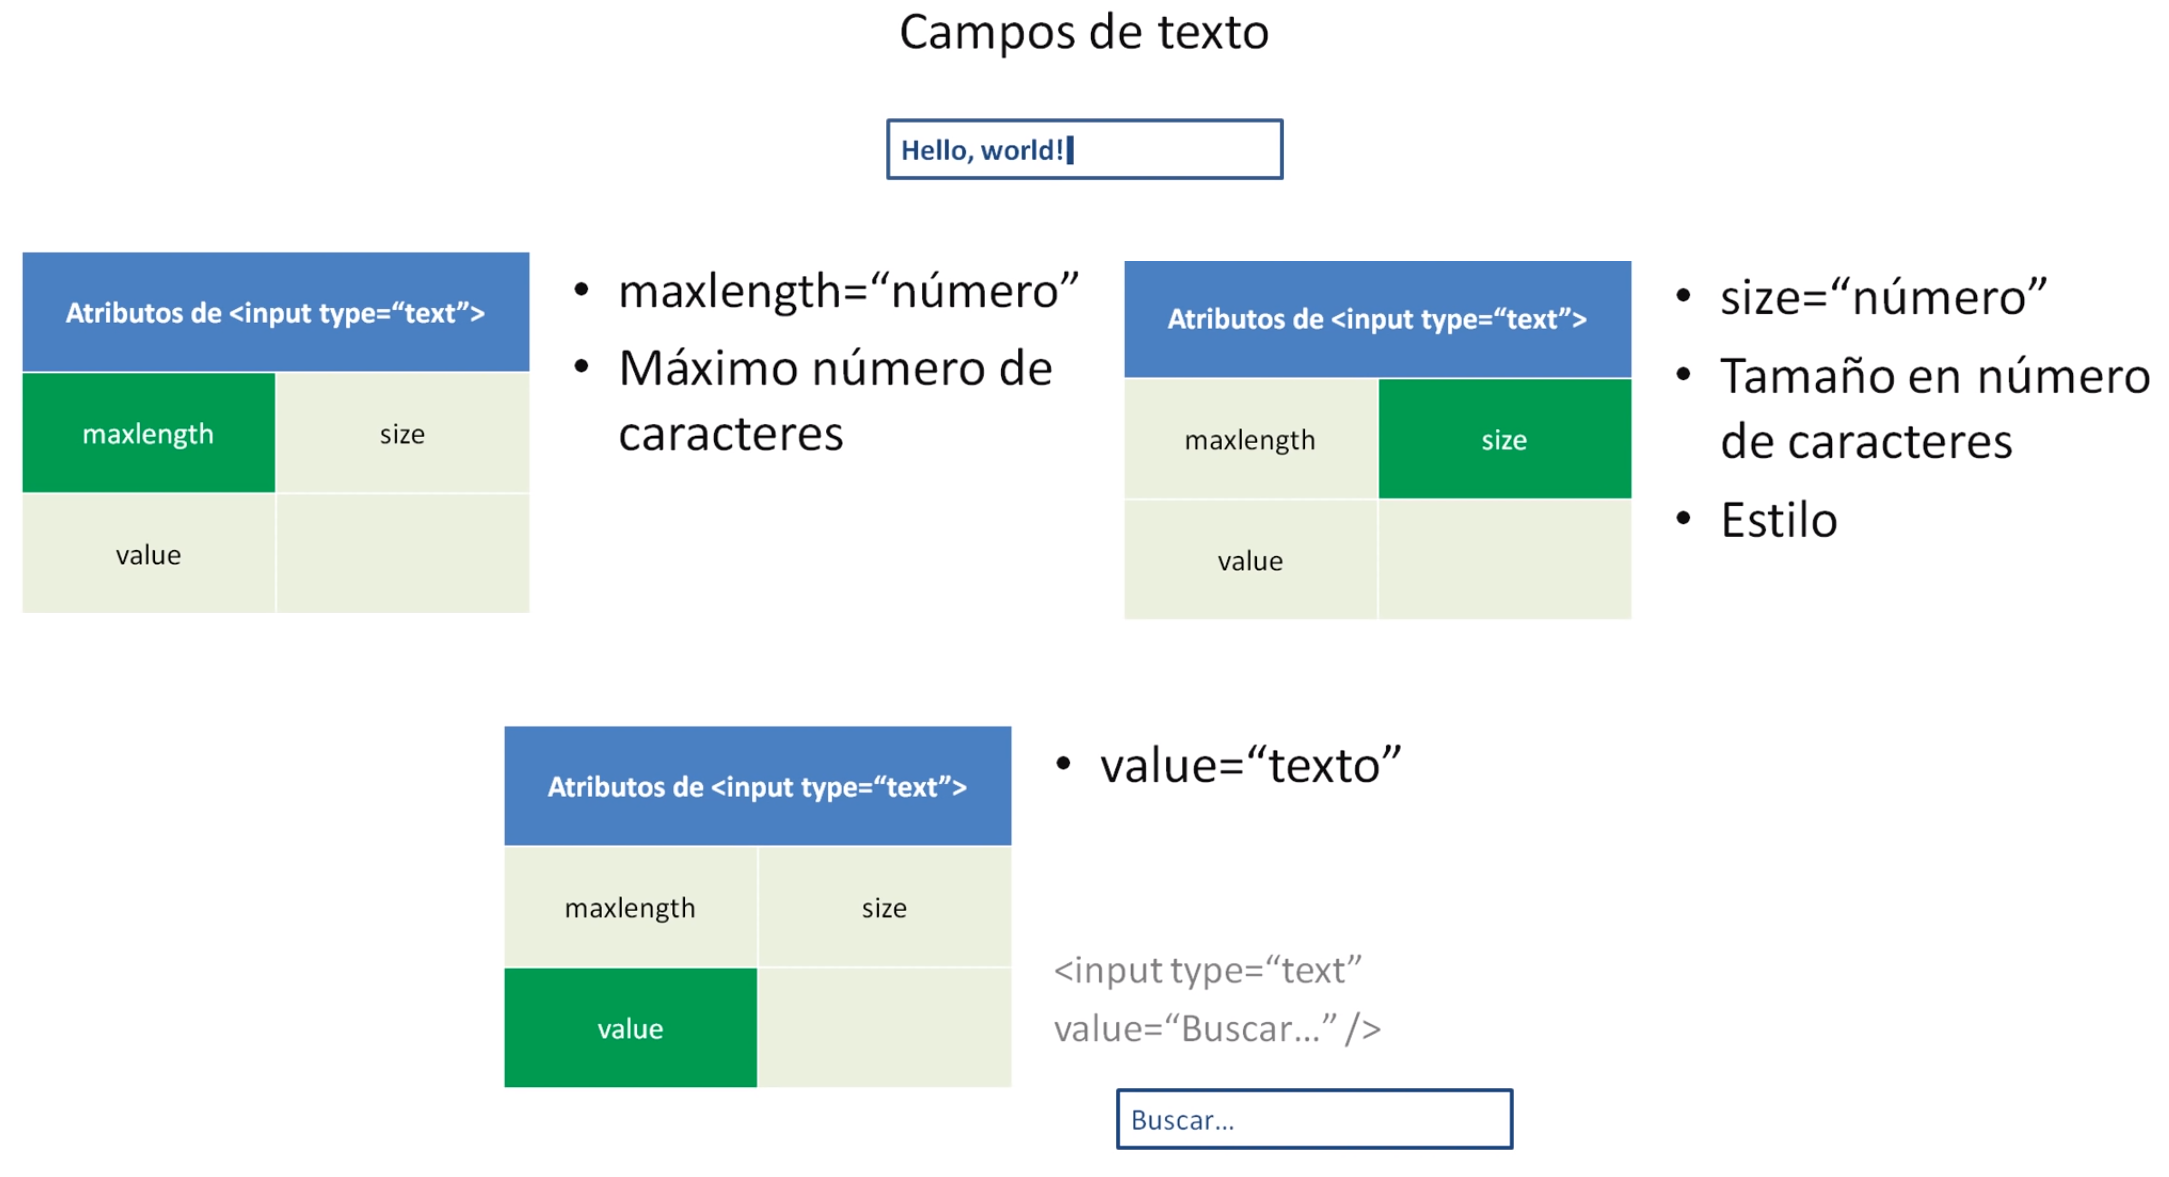 Campos de texto
Hello, world!
Atributos de <input type=“text”>
maxlength
size
value
• maxlength=“número”
• Máximo número de
caracteres
Atributos de <input type=“text”>
maxlength
size
value
• size=“número”
• Tamaño en número
de caracteres
• Estilo
Atributos de <input type=“text”>
maxlength
size
value
• value=“texto”
<input type=“text”
value=“Buscar...” />
Buscar...